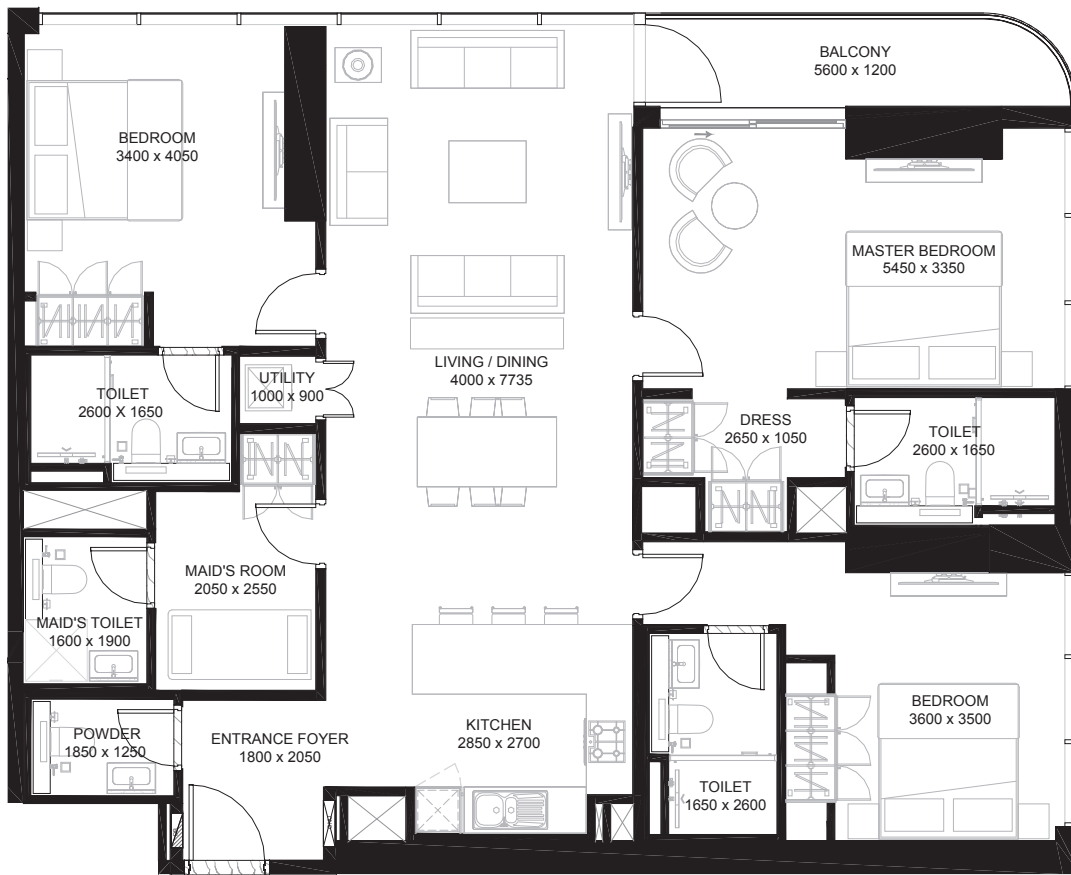 BALCONY
5600 x 1200
BEDROOM
3400 x 4050
MASTER BEDROOM
5450 x 3350
LIVING / DINING
4000 x 7735
UTILITY
1000 x 900
TOILET
2600 X 1650
DRESS
2650 x 1050
TOILET
2600 x 1650
MAID'S ROOM
2050 x 2550
MAID'S TOILET
1600 x 1900
BEDROOM
3600 x 3500
POWDER
1850 x 1250
ENTRANCE FOYER
1800 x 2050
KITCHEN
2850 x 2700
TOILET
1650 x 2600